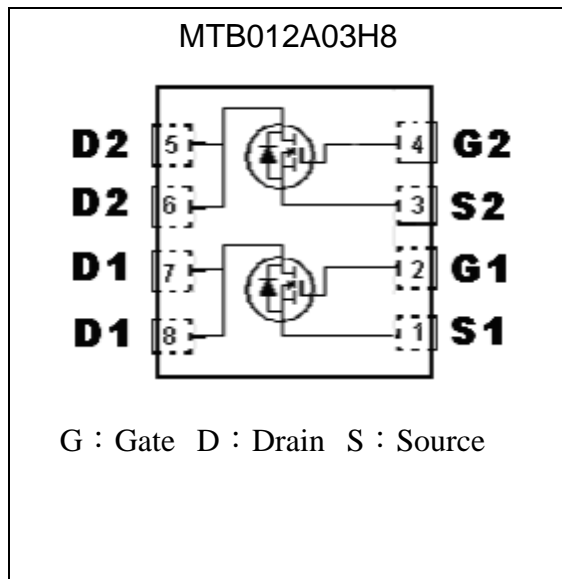 MTB012A03H8
D2 5 4 G2
D2 6 3 S2
D1 7 2 G1
D1 8 1 S1
G：Gate D：Drain S：Source